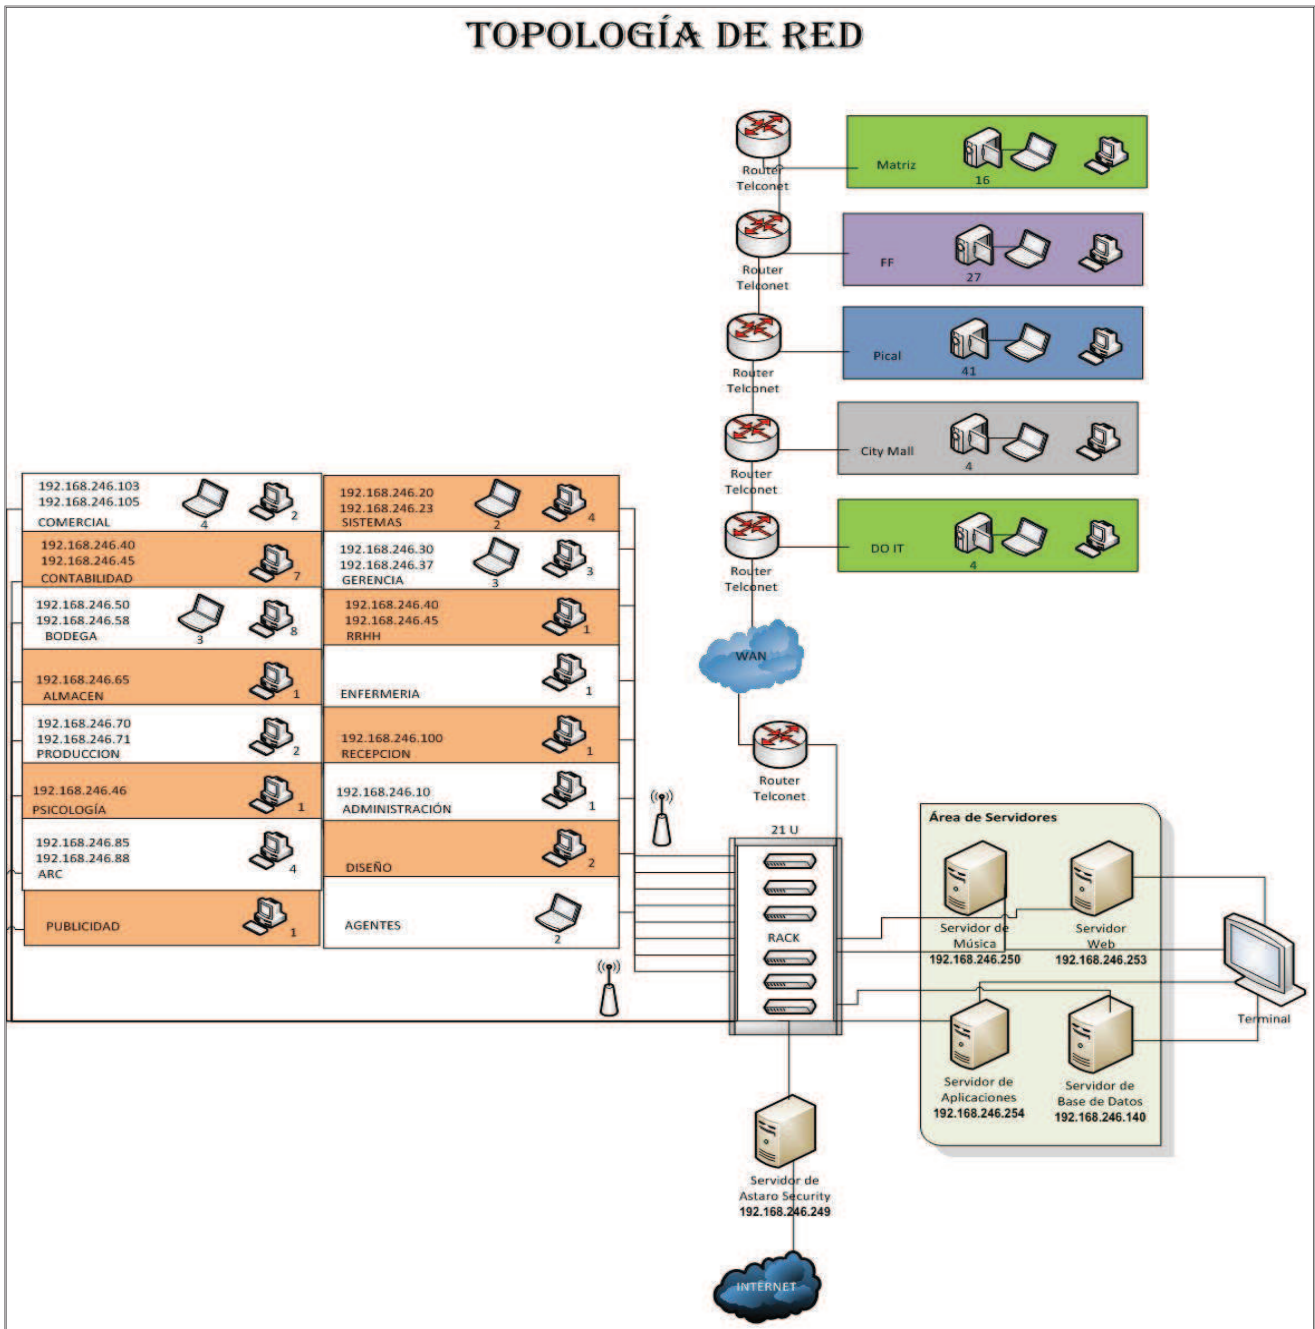 TOPOLOGÍA DE RED
Router
Telconet
Matriz
16
Router
Telconet
FF
27
Router
Telconet
Pical
41
Router
Telconet
City Mall
4
Router
Telconet
DO IT
4
WAN
Router
Telconet
192.168.246.103
192.168.246.105
COMERCIAL
4
2
192.168.246.40
192.168.246.45
CONTABILIDAD
7
192.168.246.50
192.168.246.58
BODEGA
3
8
192.168.246.65
ALMACEN
1
192.168.246.70
192.168.246.71
PRODUCCION
2
192.168.246.46
PSICOLOGÍA
1
192.168.246.85
192.168.246.88
ARC
4
PUBLICIDAD
1
192.168.246.20
192.168.246.23
SISTEMAS
2
4
192.168.246.30
192.168.246.37
GERENCIA
3
3
192.168.246.40
192.168.246.45
RRHH
1
ENFERMERIA
1
192.168.246.100
RECEPCION
1
192.168.246.10
ADMINISTRACIÓN
1
DISEÑO
2
AGENTES
2
21 U
RACK
Área de Servidores
Servidor de
Música
192.168.246.250
Servidor
Web
192.168.246.253
Servidor de
Aplicaciones
192.168.246.254
Servidor de
Base de Datos
192.168.246.140
Terminal
Servidor de
Astaro Security
192.168.246.249
INTERNET